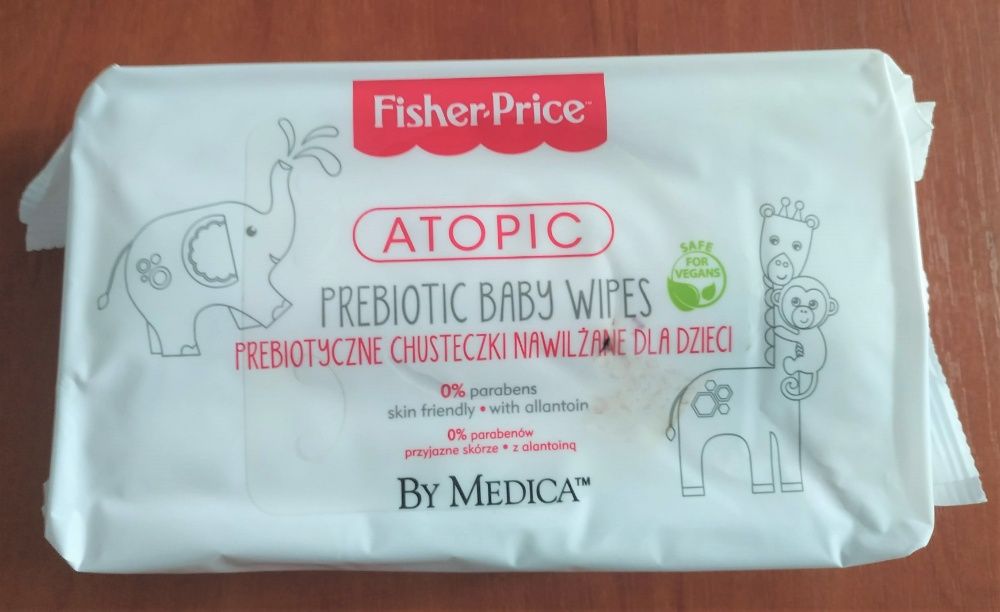 Fisher-Price™
ATOPIC
SAFE
FOR
VEGANS
PREBIOTIC BABY WIPES
PREBIOTYCZNE CHUSTECZKI NAWILŻANE DLA DZIECI
0% parabens
skin friendly • with allantoin
0% parabenów
przyjazne skórze • z alantoiną
BY MEDICA™